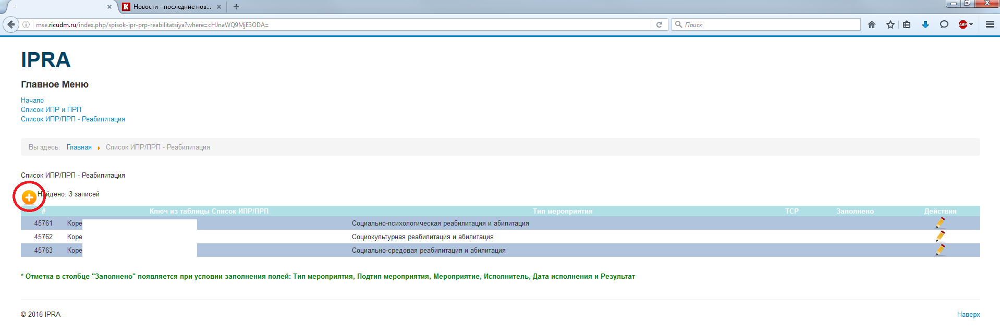 -
Новости - последние нов...
mse.ricudm.ru/index.php/spisok-ipr-prp-reabilitatsiya?where=cHJnaWQ9MjE3ODA=
Поиск
ABP
IPRA
Главное Меню
Начало
Список ИПР и ПРП
Список ИПР/ПРП - Реабилитация
Вы здесь: Главная Список ИПР/ПРП - Реабилитация
Список ИПР/ПРП - Реабилитация
Найдено: 3 записей
# Ключ из таблицы Список ИПР/ПРП Тип мероприятия ТСР Заполнено Действия
45761 Коре Социально-психологическая реабилитация и абилитация
45762 Коре Социокультурная реабилитация и абилитация
45763 Коре Социально-средовая реабилитация и абилитация
* Отметка в столбце "Заполнено" появляется при условии заполнения полей: Тип мероприятия, Подтип мероприятия, Мероприятие, Исполнитель, Дата исполнения и Результат
© 2016 IPRA Наверх